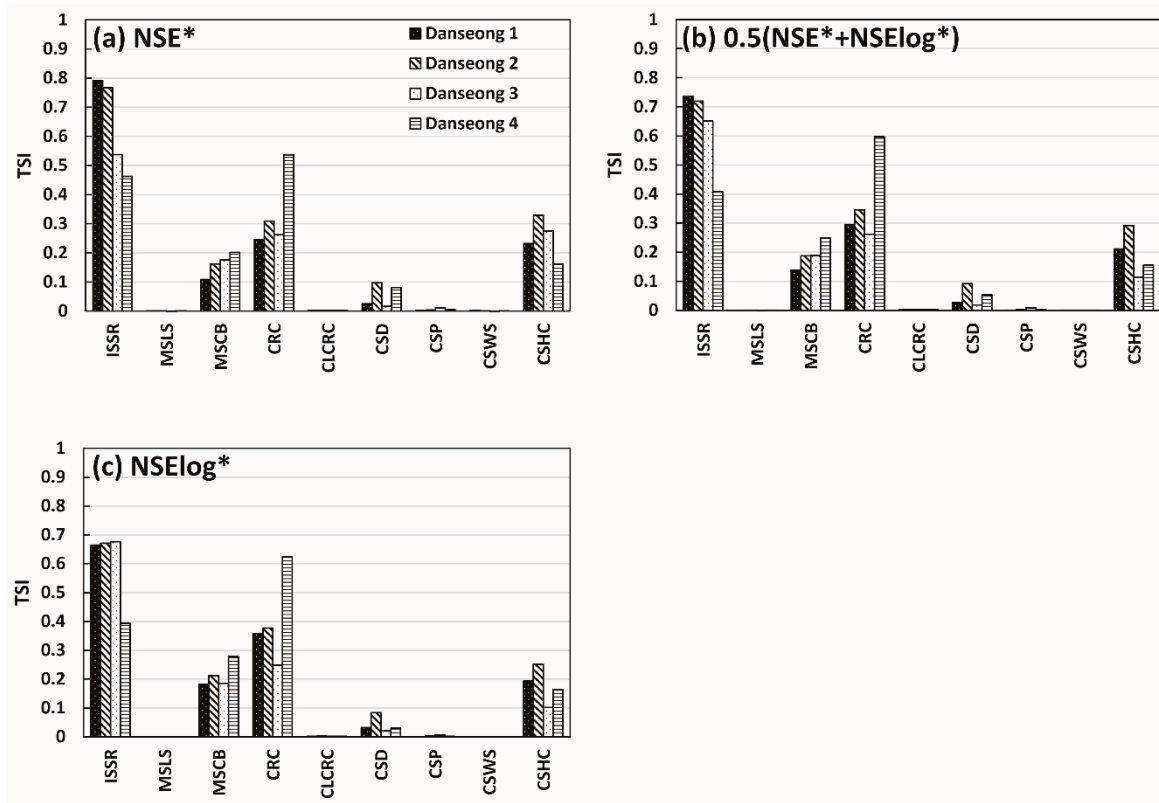 (a) NSE*
Danseong 1
Danseong 2
Danseong 3
Danseong 4
TSI
1
0.9
0.8
0.7
0.6
0.5
0.4
0.3
0.2
0.1
0
ISSR
MSLS
MSCB
CRC
CLCRC
CSD
CSP
CSWS
CSHC
(b) 0.5(NSE*+NSElog*)
TSI
1
0.9
0.8
0.7
0.6
0.5
0.4
0.3
0.2
0.1
0
ISSR
MSLS
MSCB
CRC
CLCRC
CSD
CSP
CSWS
CSHC
(c) NSElog*
TSI
1
0.9
0.8
0.7
0.6
0.5
0.4
0.3
0.2
0.1
0
ISSR
MSLS
MSCB
CRC
CLCRC
CSD
CSP
CSWS
CSHC